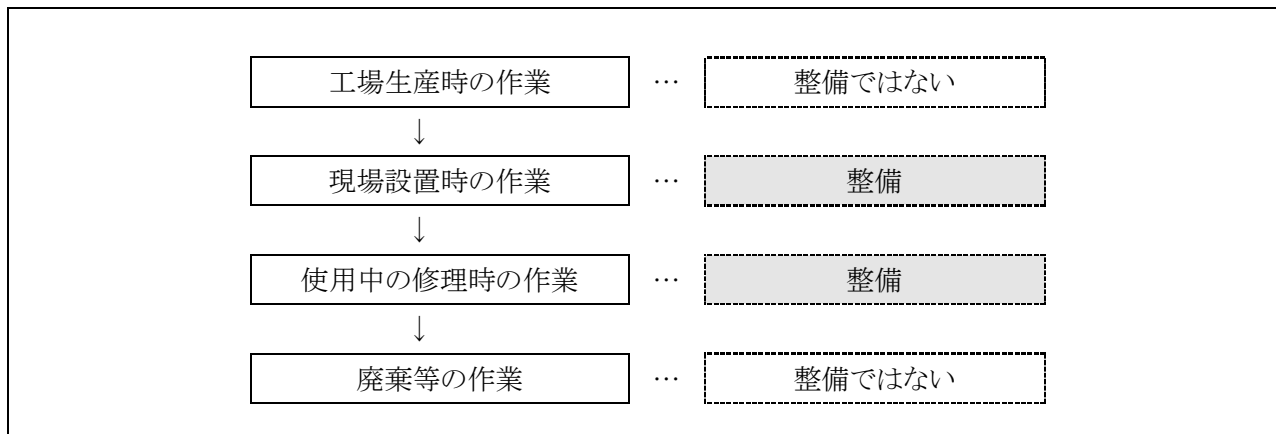 工場生産時の作業 … 整備ではない
↓
現場設置時の作業 … 整備
↓
使用中の修理時の作業 … 整備
↓
廃棄等の作業 … 整備ではない